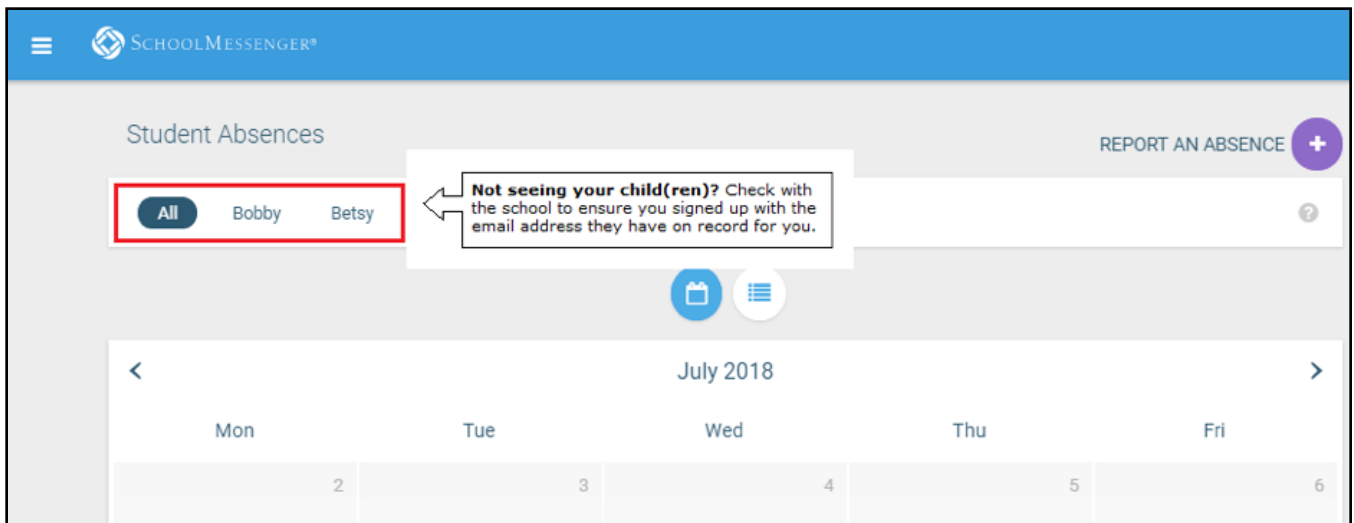 SCHOOLMESSENGER®
Student Absences
REPORT AN ABSENCE +
All Bobby Betsy
Not seeing your child(ren)? Check with
the school to ensure you signed up with the
email address they have on record for you.
?
< July 2018 >
Mon Tue Wed Thu Fri
2 3 4 5 6